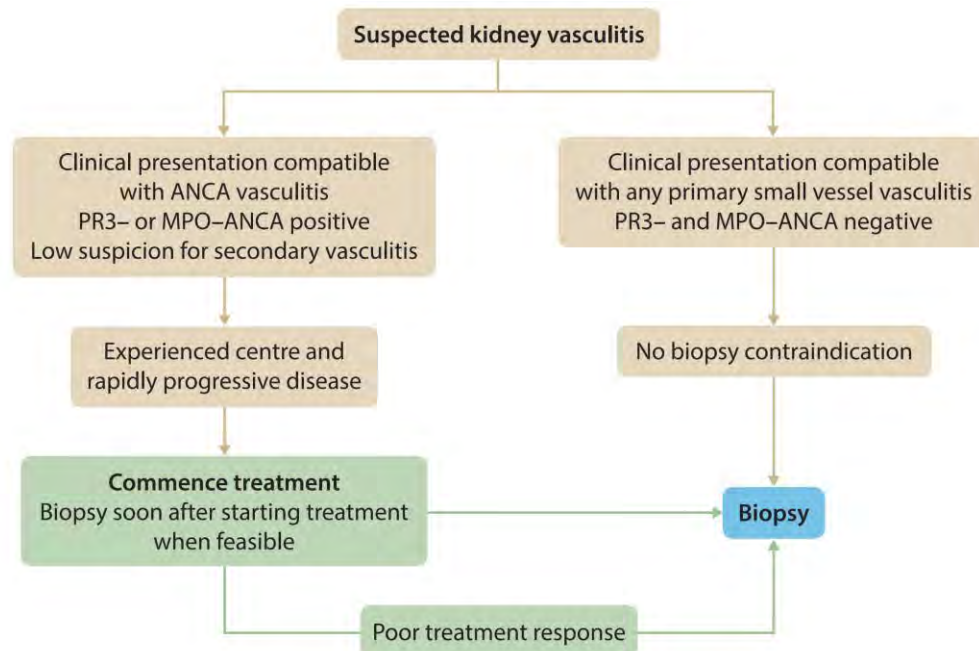 Suspected kidney vasculitis
Clinical presentation compatible
with ANCA vasculitis
PR3– or MPO–ANCA positive
Low suspicion for secondary vasculitis
Clinical presentation compatible
with any primary small vessel vasculitis
PR3– and MPO–ANCA negative
Experienced centre and
rapidly progressive disease
No biopsy contraindication
Commence treatment
Biopsy soon after starting treatment
when feasible
Biopsy
Poor treatment response